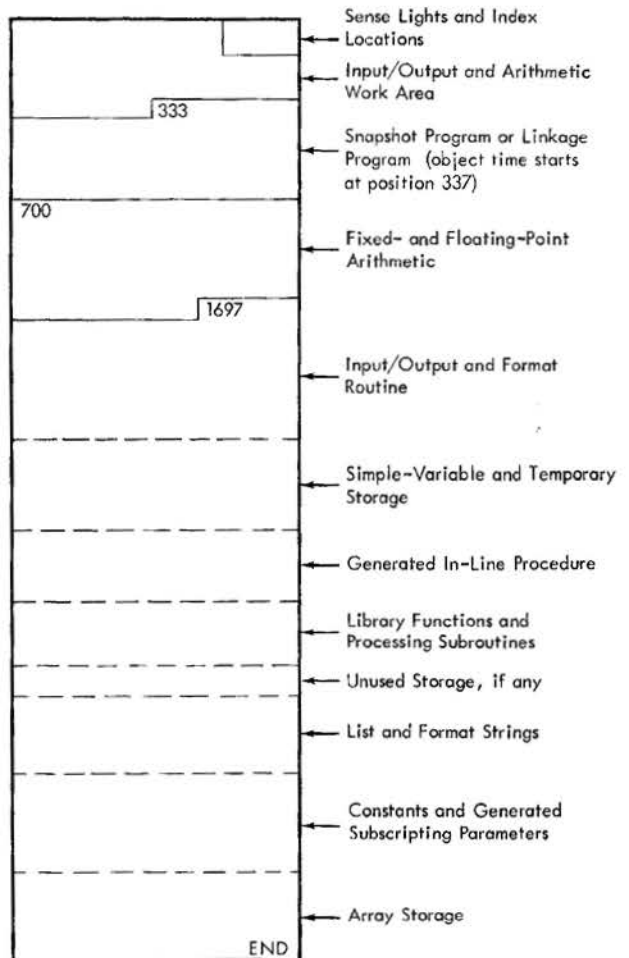 Sense Lights and Index
Locations
Input/Output and Arithmetic
Work Area
333
Snapshot Program or Linkage
Program (object time starts
at position 337)
700
Fixed- and Floating-Point
Arithmetic
1697
Input/Output and Format
Routine
Simple-Variable and Temporary
Storage
Generated In-Line Procedure
Library Functions and
Processing Subroutines
Unused Storage, if any
List and Format Strings
Constants and Generated
Subscripting Parameters
Array Storage
END